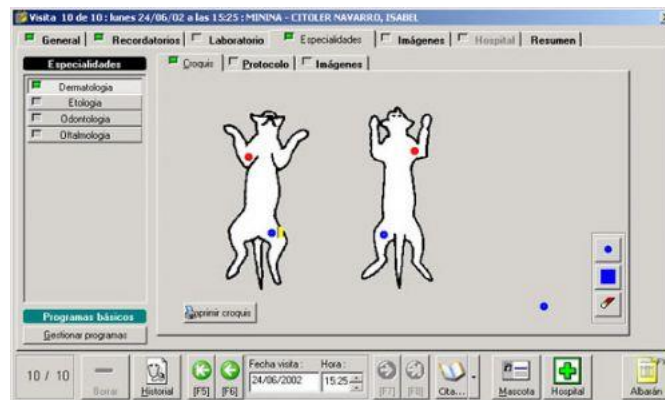 Visita 10 de 10 : lunes 24/06/02 a las 15:25 : MININA - CITOLER NAVARRO, ISABEL
General Recordatorios Laboratorio Especialidades Imágenes Hospital Resumen
Especialidades
Croquis Protocolo Imágenes
Dermatologia
Etologia
Odontologia
Oftalmologia
Imprimir croquis
Programas básicos
Gestionar programas
Fecha visita : Hora :
10 / 10 24/06/2002 15:25
Borrar Historial [F5] [F6] [F7] [F8] Cita... Mascota Hospital Albarán